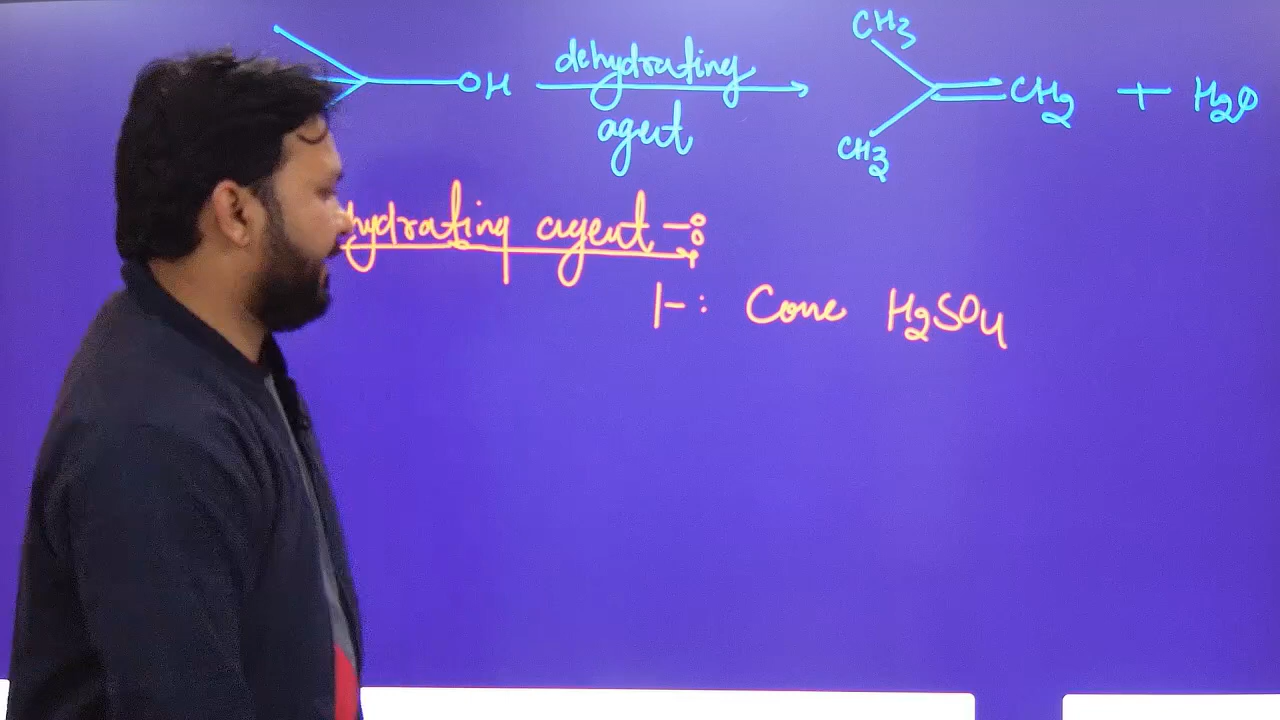 OH dehydrating agent CH3 CH3 =CH2 + H2O
hydrating agent -:
1-: Conc H2SO4